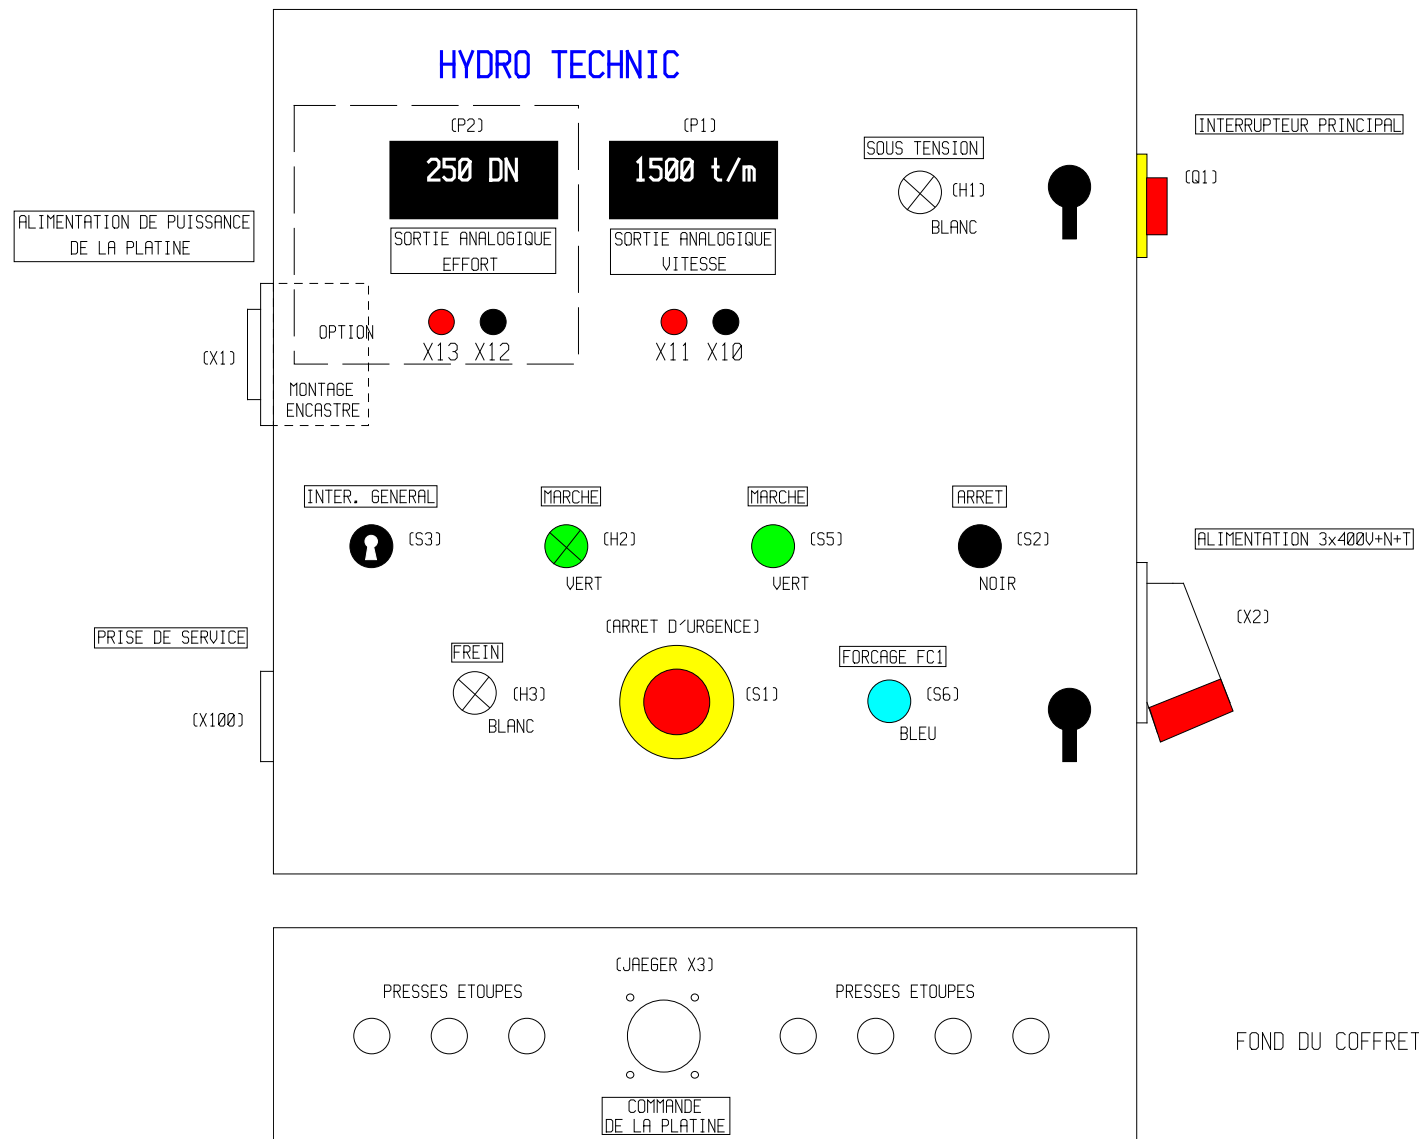 HYDRO TECHNIC
(P2)
(P1)
INTERRUPTEUR PRINCIPAL
250 DN
1500 t/m
SOUS TENSION
(H1)
BLANC
(Q1)
ALIMENTATION DE PUISSANCE
DE LA PLATINE
SORTIE ANALOGIQUE
EFFORT
SORTIE ANALOGIQUE
VITESSE
OPTION
(X1)
X13 X12
X11 X10
MONTAGE
ENCASTRE
INTER. GENERAL
MARCHE
MARCHE
ARRET
(S3)
(H2)
(S5)
(S2)
ALIMENTATION 3x400V+N+T
VERT
VERT
NOIR
(X2)
PRISE DE SERVICE
(ARRET D'URGENCE)
FREIN
FORCAGE FC1
(H3)
(S1)
(S6)
(X100)
BLANC
BLEU
(JAEGER X3)
PRESSES ETOUPES
PRESSES ETOUPES
FOND DU COFFRET
COMMANDE
DE LA PLATINE